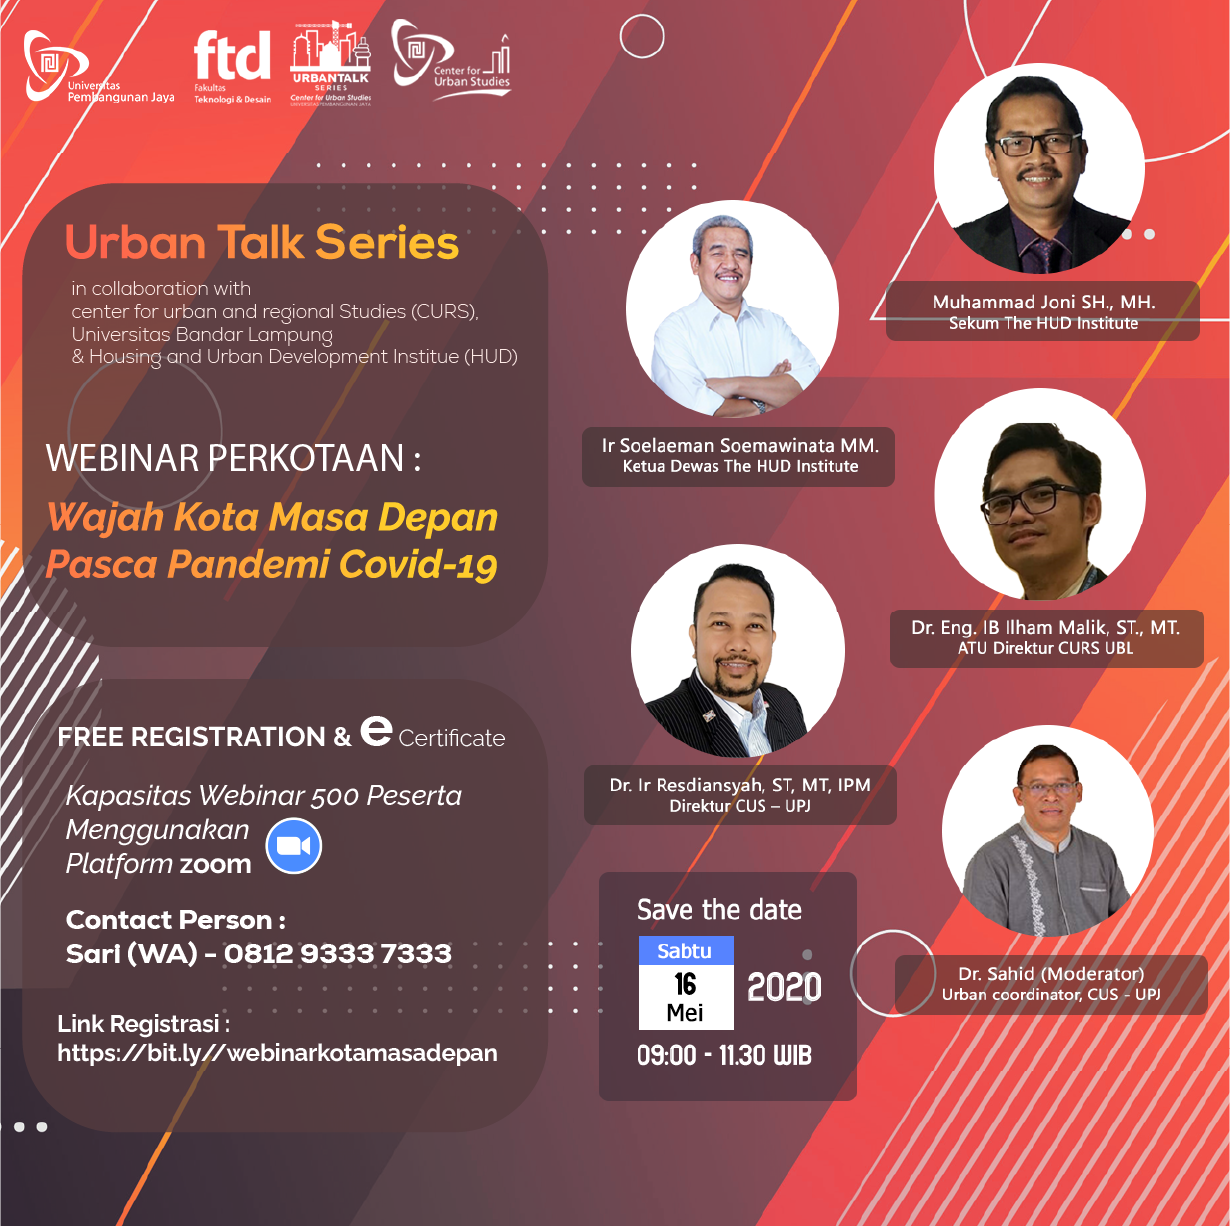 Universitas
Pembangunan Jaya
ftd
Fakultas
Teknologi & Desain
URBANTALK
SERIES
Center for Urban Studies
UNIVERSITAS PEMBANGUNAN JAYA
Center for
Urban Studies
Urban Talk Series
in collaboration with
center for urban and regional Studies (CURS),
Universitas Bandar Lampung
& Housing and Urban Development Institue (HUD)
WEBINAR PERKOTAAN :
Wajah Kota Masa Depan
Pasca Pandemi Covid-19
FREE REGISTRATION & e Certificate
Kapasitas Webinar 500 Peserta
Menggunakan
Platform zoom
Contact Person :
Sari (WA) - 0812 9333 7333
Link Registrasi :
https://bit.ly//webinarkotamasadepan
Muhammad Joni SH., MH.
Sekum The HUD Institute
Ir Soelaeman Soemawinata MM.
Ketua Dewas The HUD Institute
Dr. Eng. IB Ilham Malik, ST., MT.
ATU Direktur CURS UBL
Dr. Ir Resdiansyah, ST, MT, IPM
Direktur CUS – UPJ
Dr. Sahid (Moderator)
Urban coordinator, CUS - UPJ
Save the date
Sabtu
16
Mei
2020
09:00 - 11.30 WIB